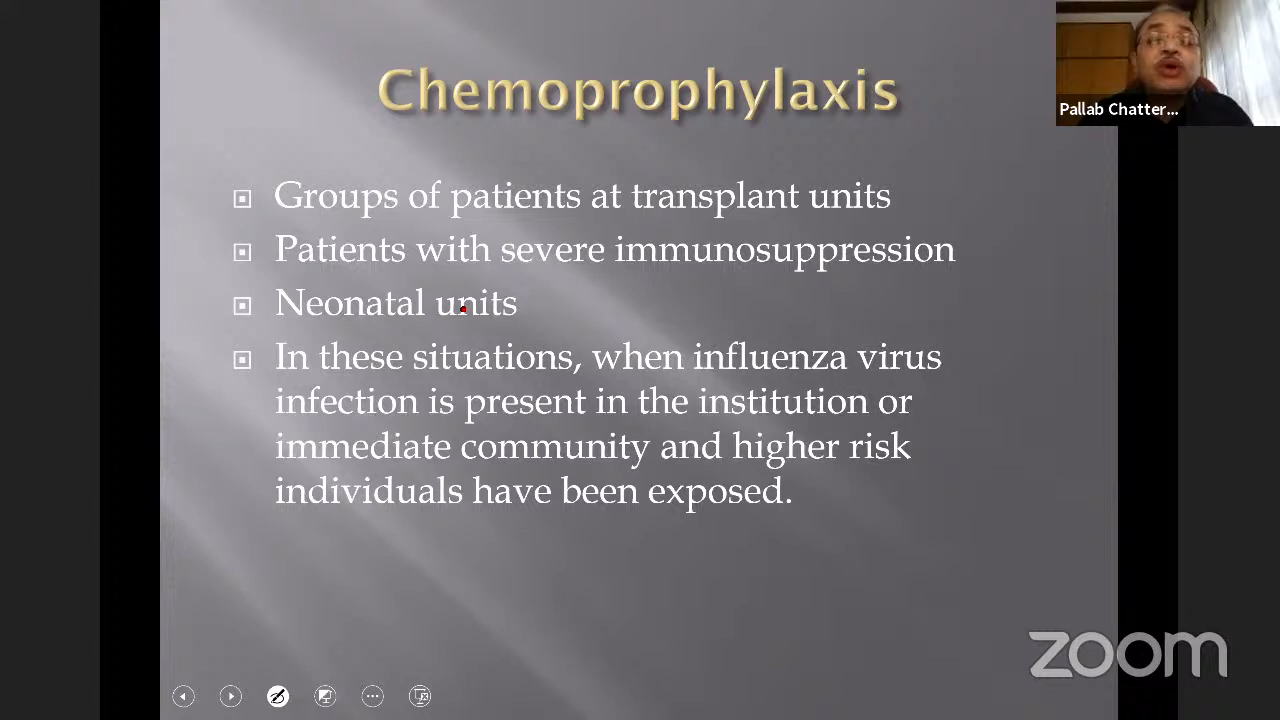 Chemoprophylaxis
Pallab Chatter...
Groups of patients at transplant units
Patients with severe immunosuppression
Neonatal units
In these situations, when influenza virus
infection is present in the institution or
immediate community and higher risk
individuals have been exposed.
zoom